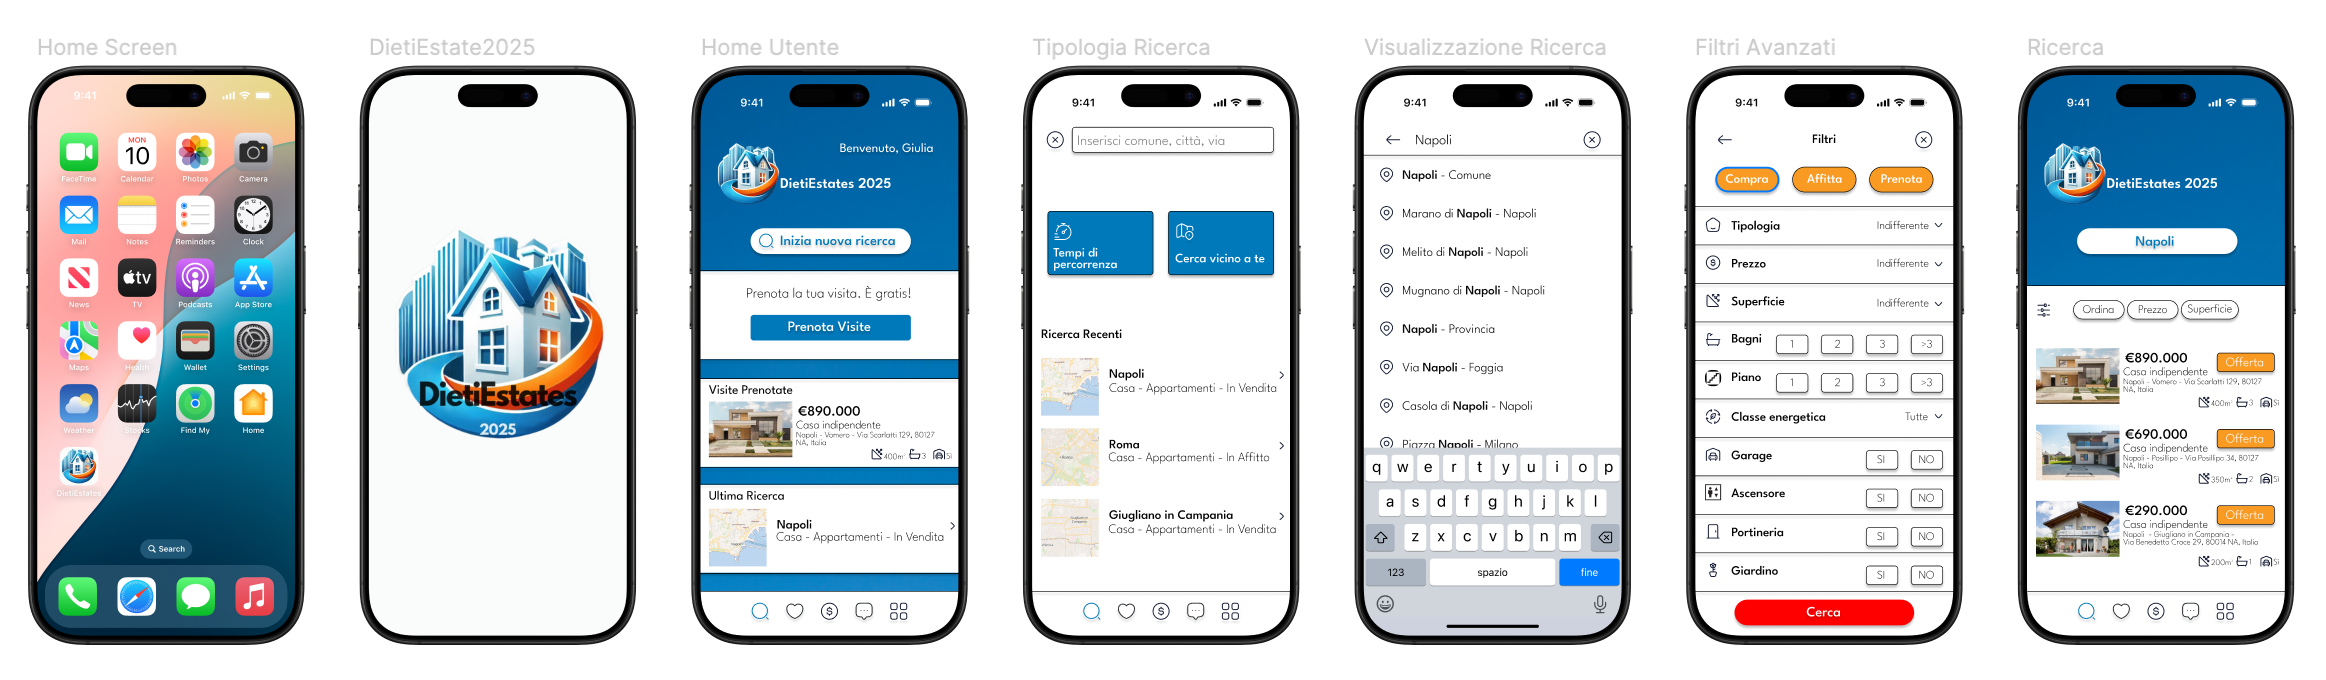 Home Screen
9:41
FaceTime
MON
10
Calendar
Photos
Camera
Mail
Notes
Reminders
Clock
News
tv
TV
Podcasts
App Store
Maps
Health
Wallet
Settings
Weather
Stocks
Find My
Home
DietiEstates
Search
DietiEstate2025
DietiEstates
2025
Home Utente
9:41
Benvenuto, Giulia
DietiEstates 2025
Inizia nuova ricerca
Prenota la tua visita. È gratis!
Prenota Visite
Visite Prenotate
€890.000
Casa indipendente
Napoli - Vomero - Via Scarlatti 129, 80127
NA, Italia
400m² 3 Si
Ultima Ricerca
Napoli
Casa - Appartamenti - In Vendita
Tipologia Ricerca
9:41
Inserisci comune, città, via
Tempi di
percorrenza
Cerca vicino a te
Ricerca Recenti
Napoli
Casa - Appartamenti - In Vendita
Roma
Casa - Appartamenti - In Affitto
Giugliano in Campania
Casa - Appartamenti - In Vendita
Visualizzazione Ricerca
9:41
Napoli
Napoli - Comune
Marano di Napoli - Napoli
Melito di Napoli - Napoli
Mugnano di Napoli - Napoli
Napoli - Provincia
Via Napoli - Foggia
Casola di Napoli - Napoli
Piazza Napoli - Milano
q w e r t y u i o p
a s d f g h j k l
z x c v b n m
123 spazio fine
Filtri Avanzati
9:41
Filtri
Compra Affitta Prenota
Tipologia Indifferente
Prezzo Indifferente
Superficie Indifferente
Bagni 1 2 3 >3
Piano 1 2 3 >3
Classe energetica Tutte
Garage SI NO
Ascensore SI NO
Portineria SI NO
Giardino SI NO
Cerca
Ricerca
9:41
DietiEstates 2025
Napoli
Ordina Prezzo Superficie
€890.000
Offerta
Casa indipendente
Napoli - Vomero - Via Scarlatti 129, 80127
NA, Italia
400m² 3 Si
€690.000
Offerta
Casa indipendente
Napoli - Posillipo - Via Posillipo 34, 80127
NA, Italia
350m² 2 Si
€290.000
Offerta
Casa indipendente
Napoli - Giugliano in Campania -
Via Benedetto Croce 29, 80014 NA, Italia
200m² 1 Si